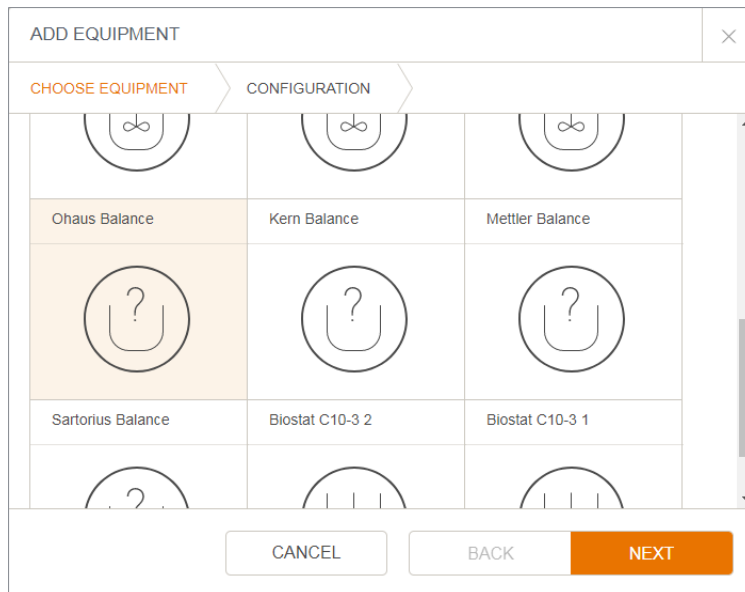 ADD EQUIPMENT
CHOOSE EQUIPMENT CONFIGURATION
Ohaus Balance Kern Balance Mettler Balance
? ? ?
Sartorius Balance Biostat C10-3 2 Biostat C10-3 1
?
CANCEL BACK NEXT